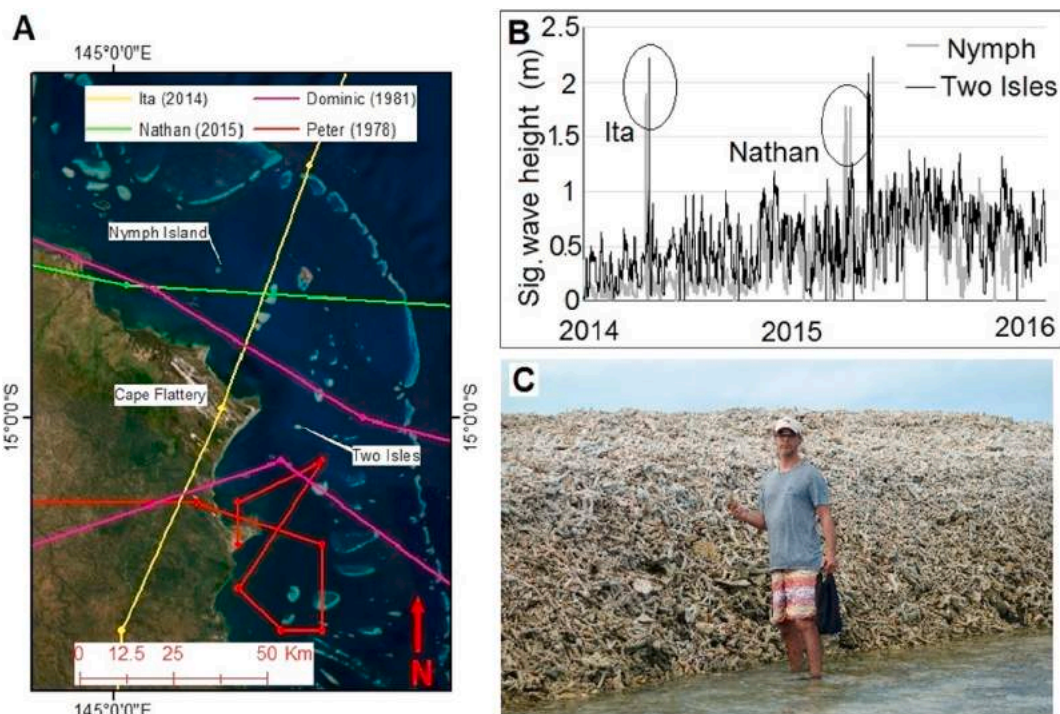 A
145°0'0"E
Ita (2014)
Dominic (1981)
Nathan (2015)
Peter (1978)
Nymph Island
Cape Flattery
15°0'0"S
15°0'0"S
Two Isles
0 12.5 25 50 Km
N
145°0'0"E
B
Sig. wave height (m)
2.5
2
1.5
1
0.5
0
Nymph
Two Isles
Ita
Nathan
2014
2015
2016
C